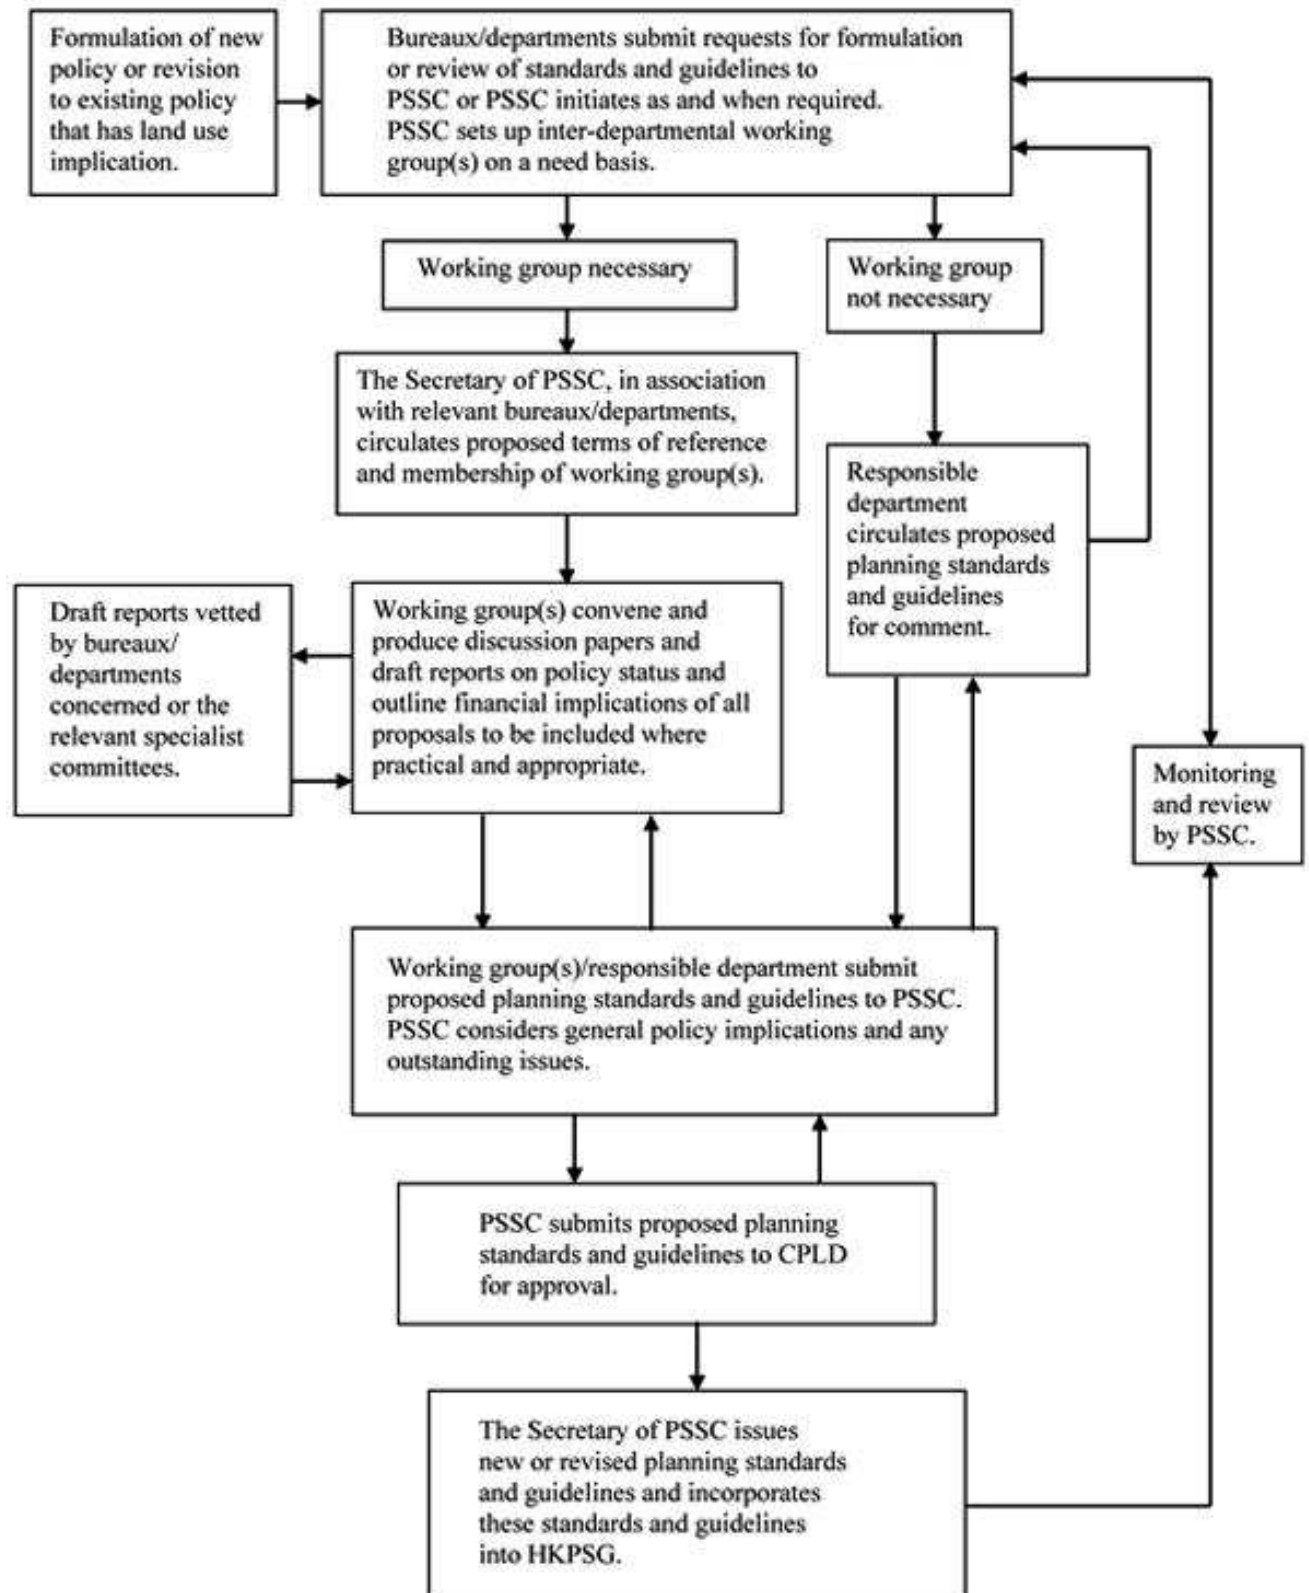 Formulation of new
policy or revision
to existing policy
that has land use
implication.
Bureaux/departments submit requests for formulation
or review of standards and guidelines to
PSSC or PSSC initiates as and when required.
PSSC sets up inter-departmental working
group(s) on a need basis.
Working group necessary
Working group
not necessary
The Secretary of PSSC, in association
with relevant bureaux/departments,
circulates proposed terms of reference
and membership of working group(s).
Responsible
department
circulates proposed
planning standards
and guidelines
for comment.
Draft reports vetted
by bureaux/
departments
concerned or the
relevant specialist
committees.
Working group(s) convene and
produce discussion papers and
draft reports on policy status and
outline financial implications of all
proposals to be included where
practical and appropriate.
Monitoring
and review
by PSSC.
Working group(s)/responsible department submit
proposed planning standards and guidelines to PSSC.
PSSC considers general policy implications and any
outstanding issues.
PSSC submits proposed planning
standards and guidelines to CPLD
for approval.
The Secretary of PSSC issues
new or revised planning standards
and guidelines and incorporates
these standards and guidelines
into HKPSG.